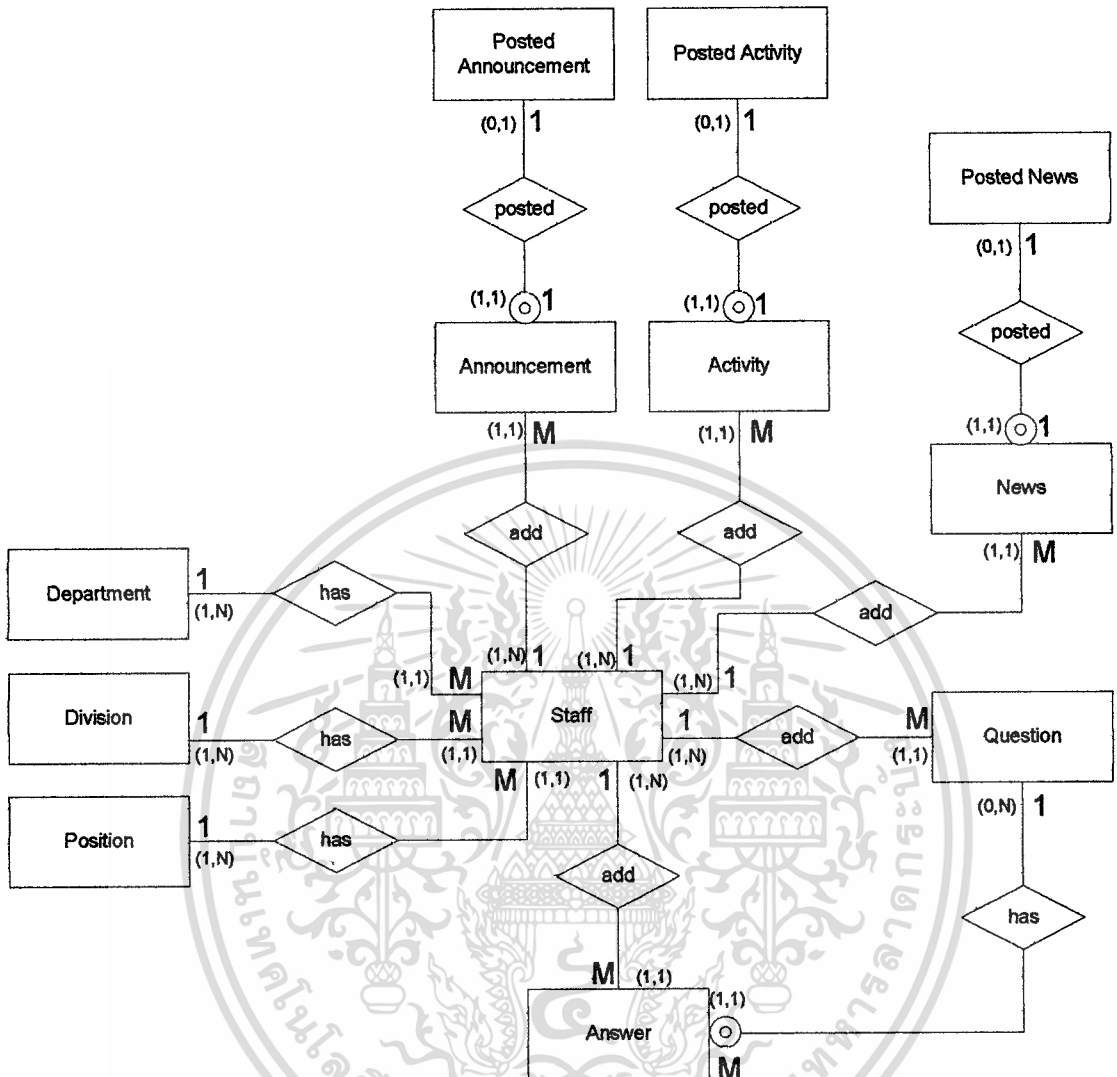 Posted
Announcement
Posted Activity
(0,1) 1
(0,1) 1
Posted News
posted
posted
(0,1) 1
(1,1) 1
(1,1) 1
posted
Announcement
Activity
(1,1) 1
(1,1) M
(1,1) M
News
add
add
(1,1) M
Department
1
(1,N)
has
add
(1,N) 1
(1,N) 1
(1,1) M
(1,N) 1
Division
1
(1,N)
has
M
(1,1)
Staff
1
(1,N)
add
M
(1,1)
Question
M (1,1)
1 (1,N)
(0,N) 1
Position
1
(1,N)
has
add
has
M (1,1)
(1,1)
Answer
M